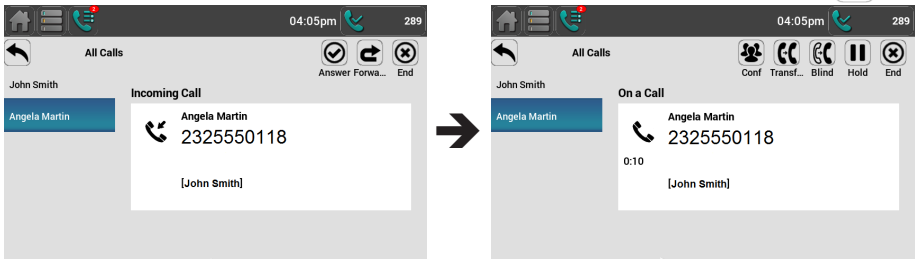 2
04:05pm
289
All Calls
Answer
Forwa...
End
John Smith
Angela Martin
Incoming Call
Angela Martin
2325550118
[John Smith]
2
04:05pm
289
All Calls
Conf
Transf...
Blind
Hold
End
John Smith
Angela Martin
On a Call
Angela Martin
2325550118
0:10
[John Smith]